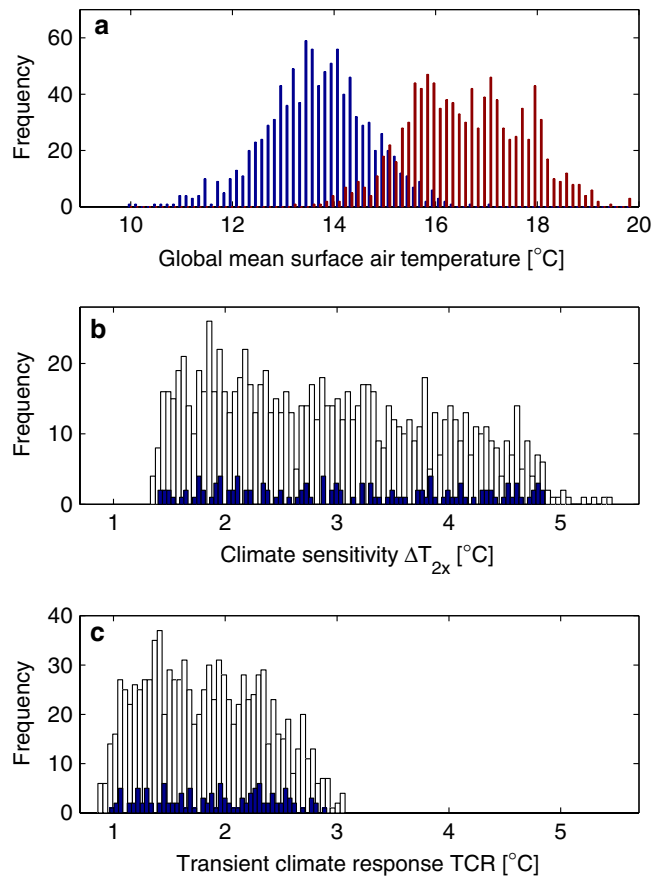 a
60
40
20
0
Frequency
10 12 14 16 18 20
Global mean surface air temperature [°C]
b
20
10
0
Frequency
1 2 3 4 5
Climate sensitivity ΔT2x [°C]
c
40
30
20
10
0
Frequency
1 2 3 4 5
Transient climate response TCR [°C]